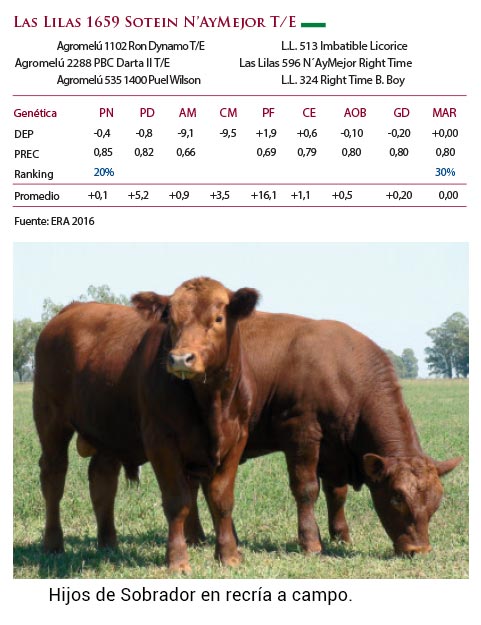 Las Lilas 1659 Sotein N'AyMejor T/E
Agromelú 1102 Ron Dynamo T/E L.L. 513 Imbatible Licorice
Agromelú 2288 PBC Darta II T/E Las Lilas 596 N´AyMejor Right Time
Agromelú 535 1400 Puel Wilson L.L. 324 Right Time B. Boy
Genética PN PD AM CM PF CE AOB GD MAR
DEP -0,4 -0,8 -9,1 -9,5 +1,9 +0,6 -0,10 -0,20 +0,00
PREC 0,85 0,82 0,66 0,69 0,79 0,80 0,80 0,80
Ranking 20% 30%
Promedio +0,1 +5,2 +0,9 +3,5 +16,1 +1,1 +0,5 +0,20 0,00
Fuente: ERA 2016
Hijos de Sobrador en recría a campo.